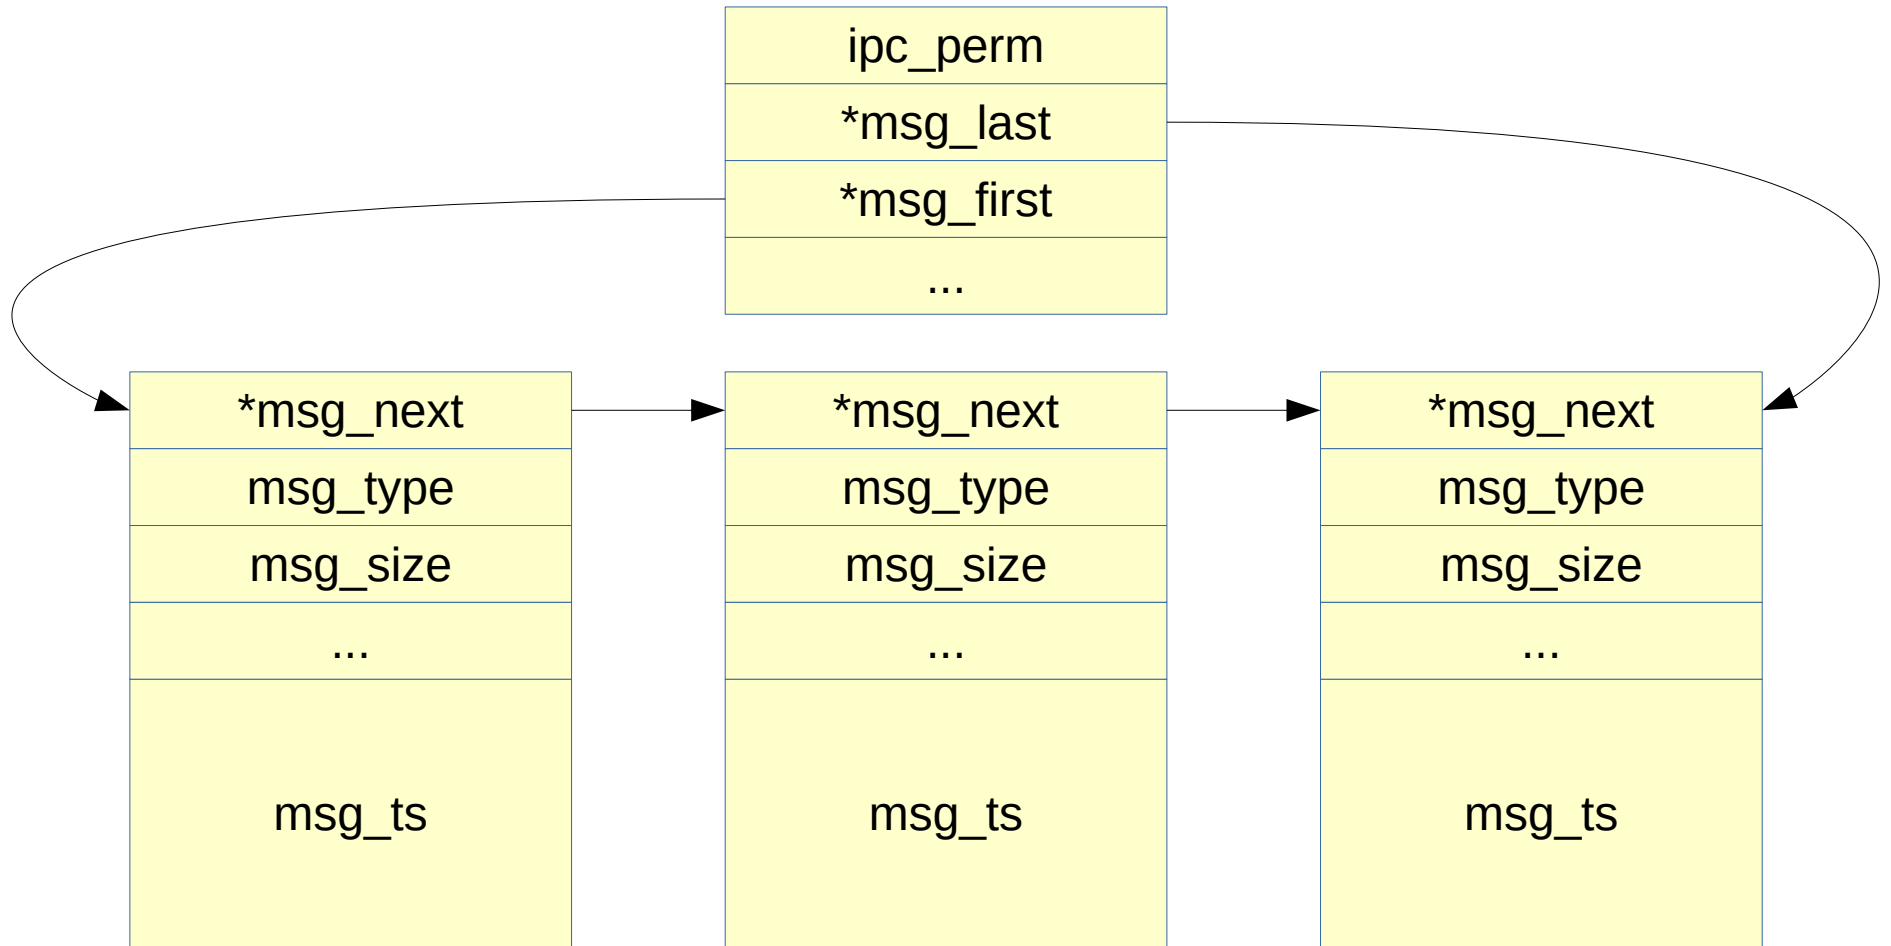 ipc_perm
*msg_last
*msg_first
...
*msg_next
msg_type
msg_size
...
msg_ts
*msg_next
msg_type
msg_size
...
msg_ts
*msg_next
msg_type
msg_size
...
msg_ts